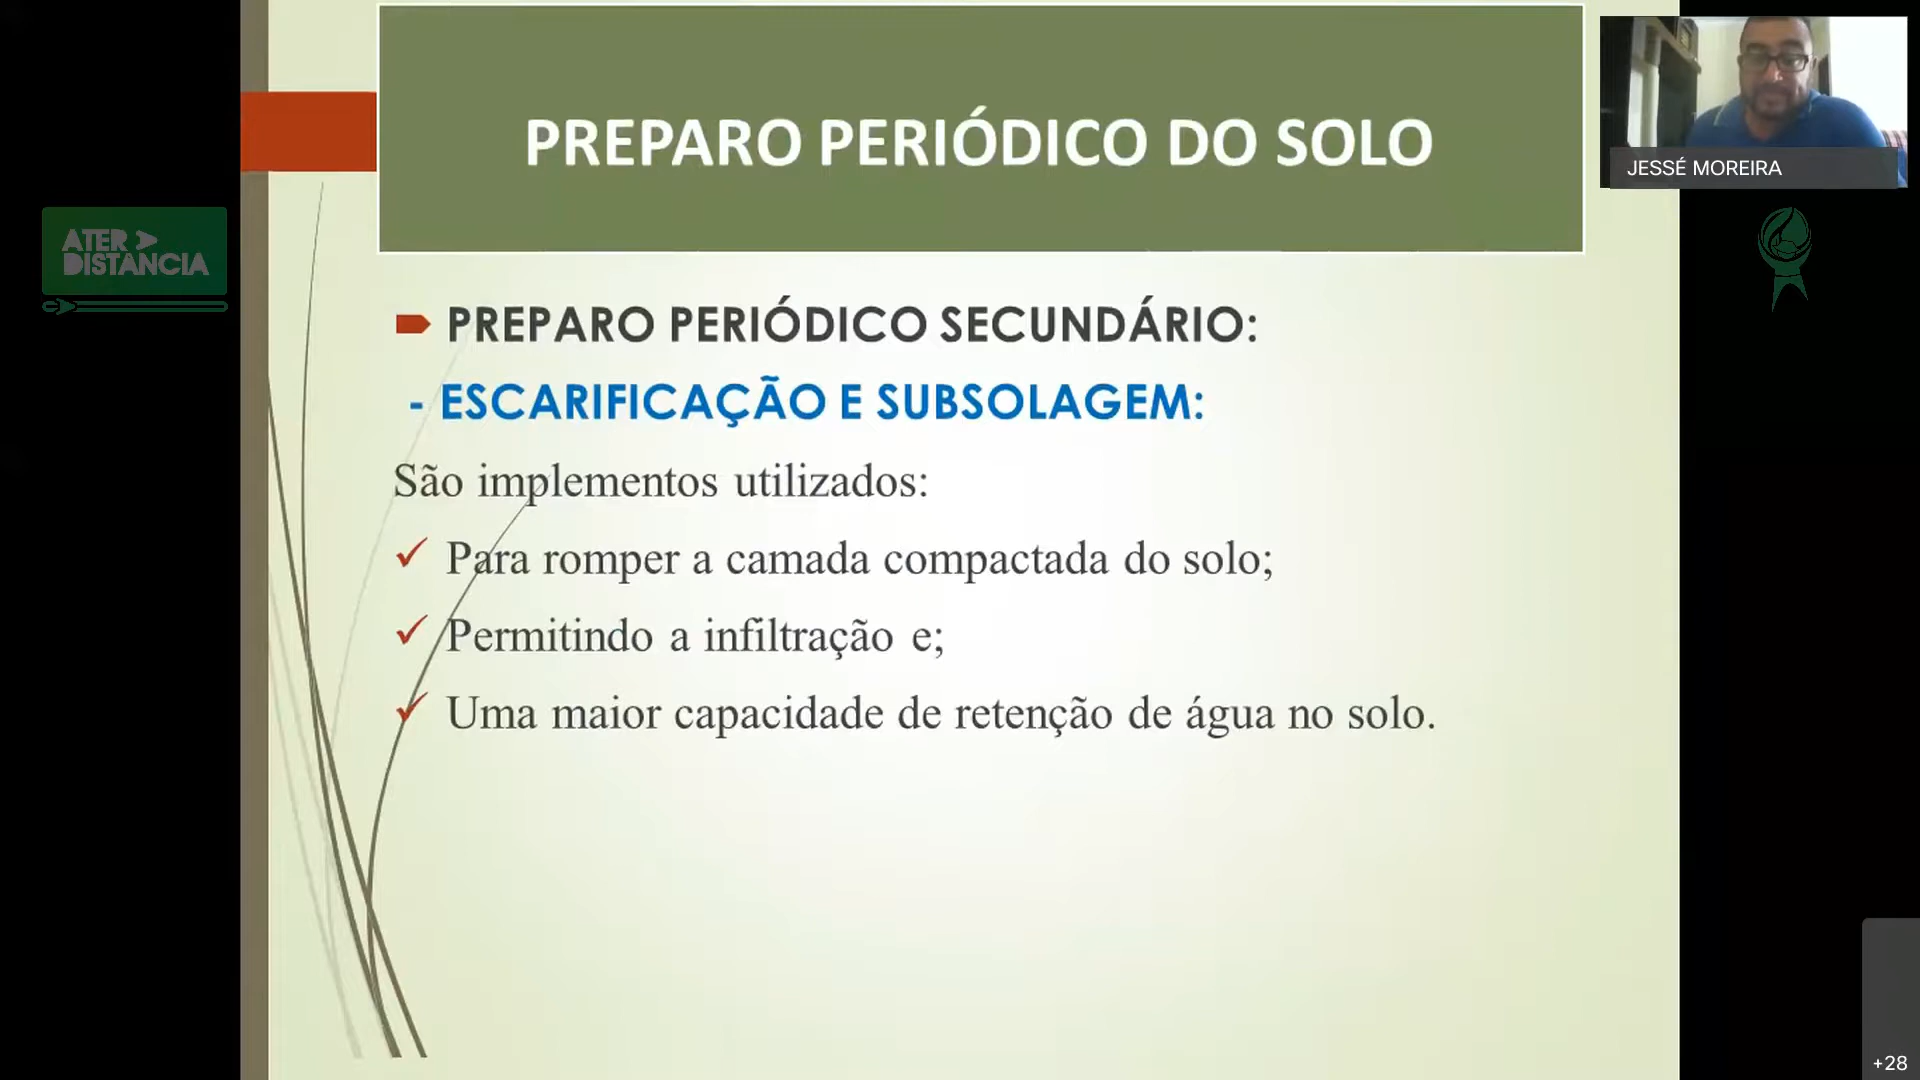 PREPARO PERIÓDICO DO SOLO
JESSÉ MOREIRA
ATER
DISTÂNCIA
PREPARO PERIÓDICO SECUNDÁRIO:
- ESCARIFICAÇÃO E SUBSOLAGEM:
São implementos utilizados:
Para romper a camada compactada do solo;
Permitindo a infiltração e;
Uma maior capacidade de retenção de água no solo.
+28